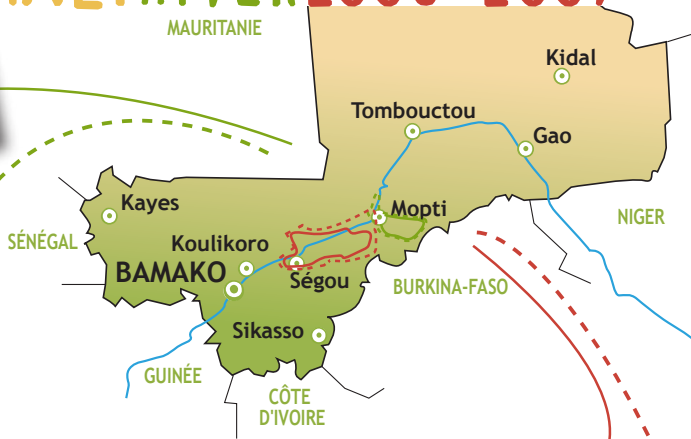 MAURITANIE
Kidal
Tombouctou
Gao
Kayes
Mopti
NIGER
SÉNÉGAL
Koulikoro
BAMAKO
Ségou
BURKINA-FASO
Sikasso
GUINÉE
CÔTE
D'IVOIRE